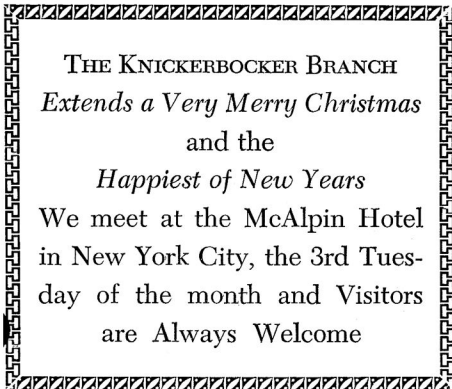 The Knickerbocker Branch
Extends a Very Merry Christmas
and the
Happiest of New Years
We meet at the McAlpin Hotel
in New York City, the 3rd Tues-
day of the month and Visitors
are Always Welcome